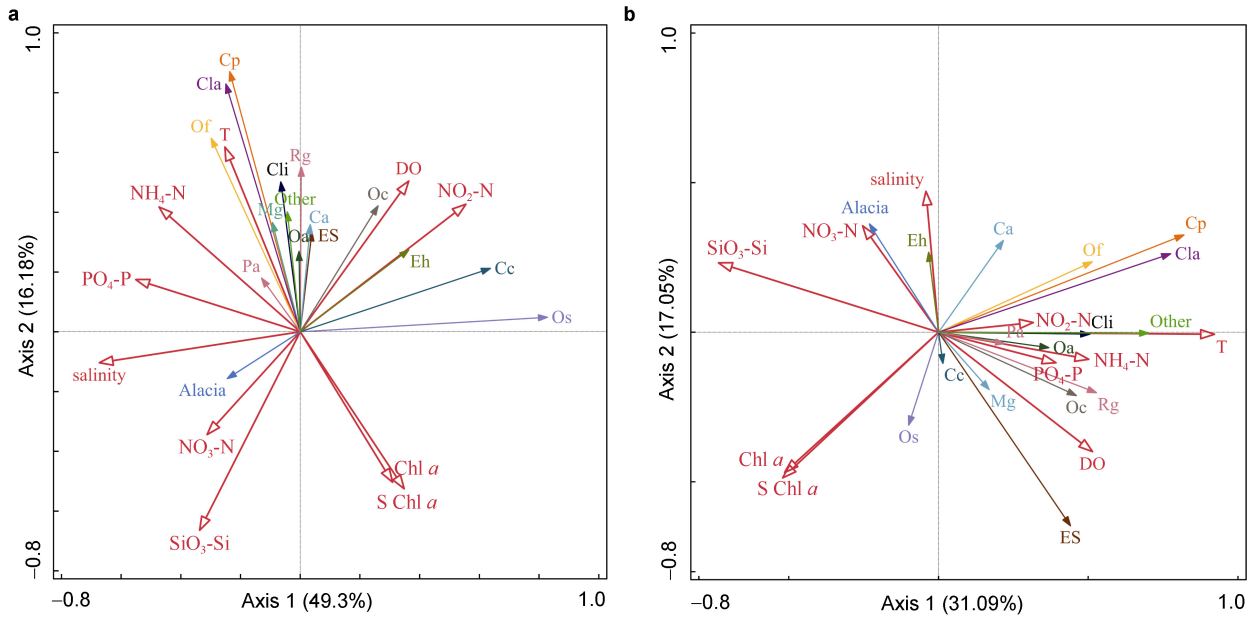 a
1.0
Axis 2 (16.18%)
−0.8
Cp
Cla
Of
T
Rg
Cli
DO
NH₄-N
NO₂-N
Other
Oc
Mg
Ca
Oa
ES
Pa
Eh
PO₄-P
Cc
Os
salinity
Alacia
NO₃-N
Chl a
S Chl a
SiO₃-Si
−0.8
Axis 1 (49.3%)
1.0
b
1.0
Axis 2 (17.05%)
−0.8
salinity
Alacia
NO₃-N
Eh
Ca
Cp
SiO₃-Si
Of
Cla
NO₂-N
Cli
Other
Pa
Oa
T
NH₄-N
PO₄-P
Cc
Mg
Oc
Rg
Os
Chl a
DO
S Chl a
ES
−0.8
Axis 1 (31.09%)
1.0